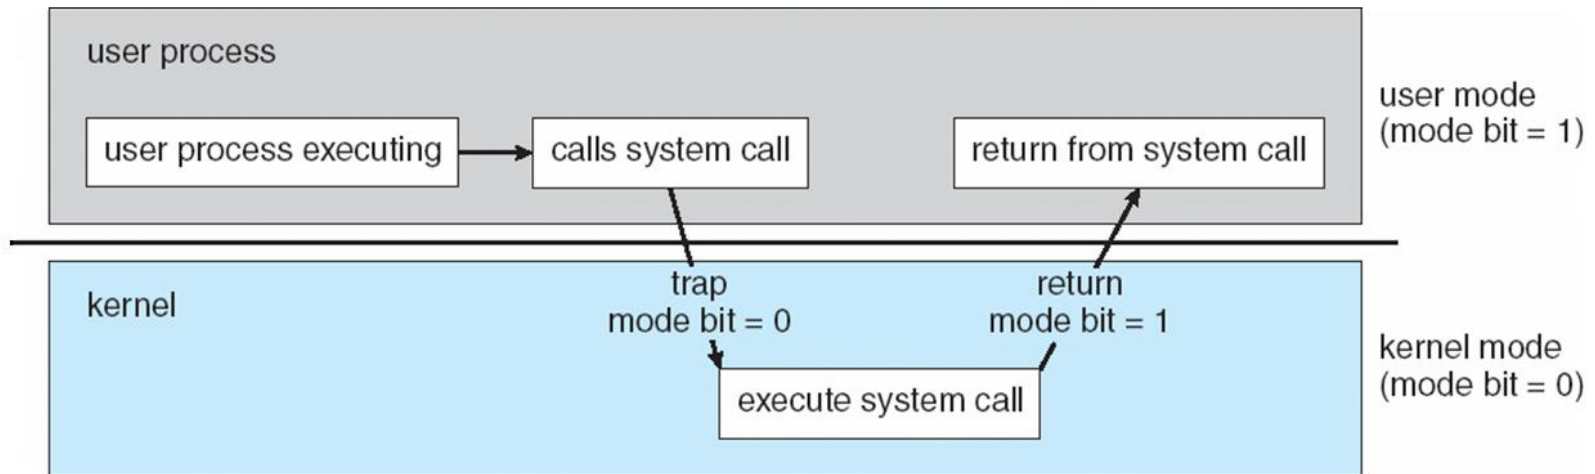 user process
user process executing
calls system call
return from system call
user mode
(mode bit = 1)
kernel
trap
mode bit = 0
return
mode bit = 1
execute system call
kernel mode
(mode bit = 0)